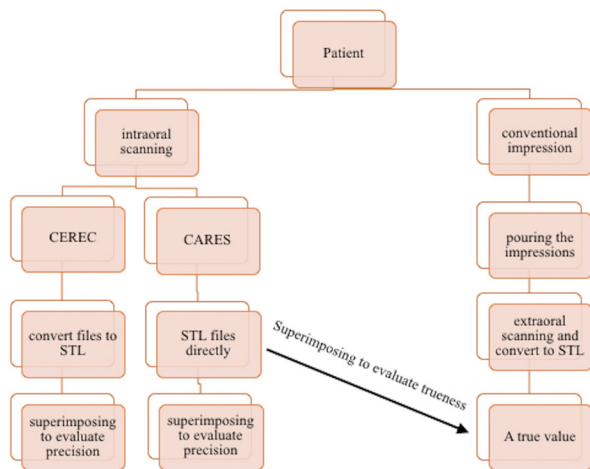 Patient
intraoral
scanning
conventional
impression
CEREC
CARES
pouring the
impressions
convert files to
STL
STL files
directly
Superimposing to evaluate trueness
extraoral
scanning and
convert to STL
superimposing
to evaluate
precision
superimposing
to evaluate
precision
A true value